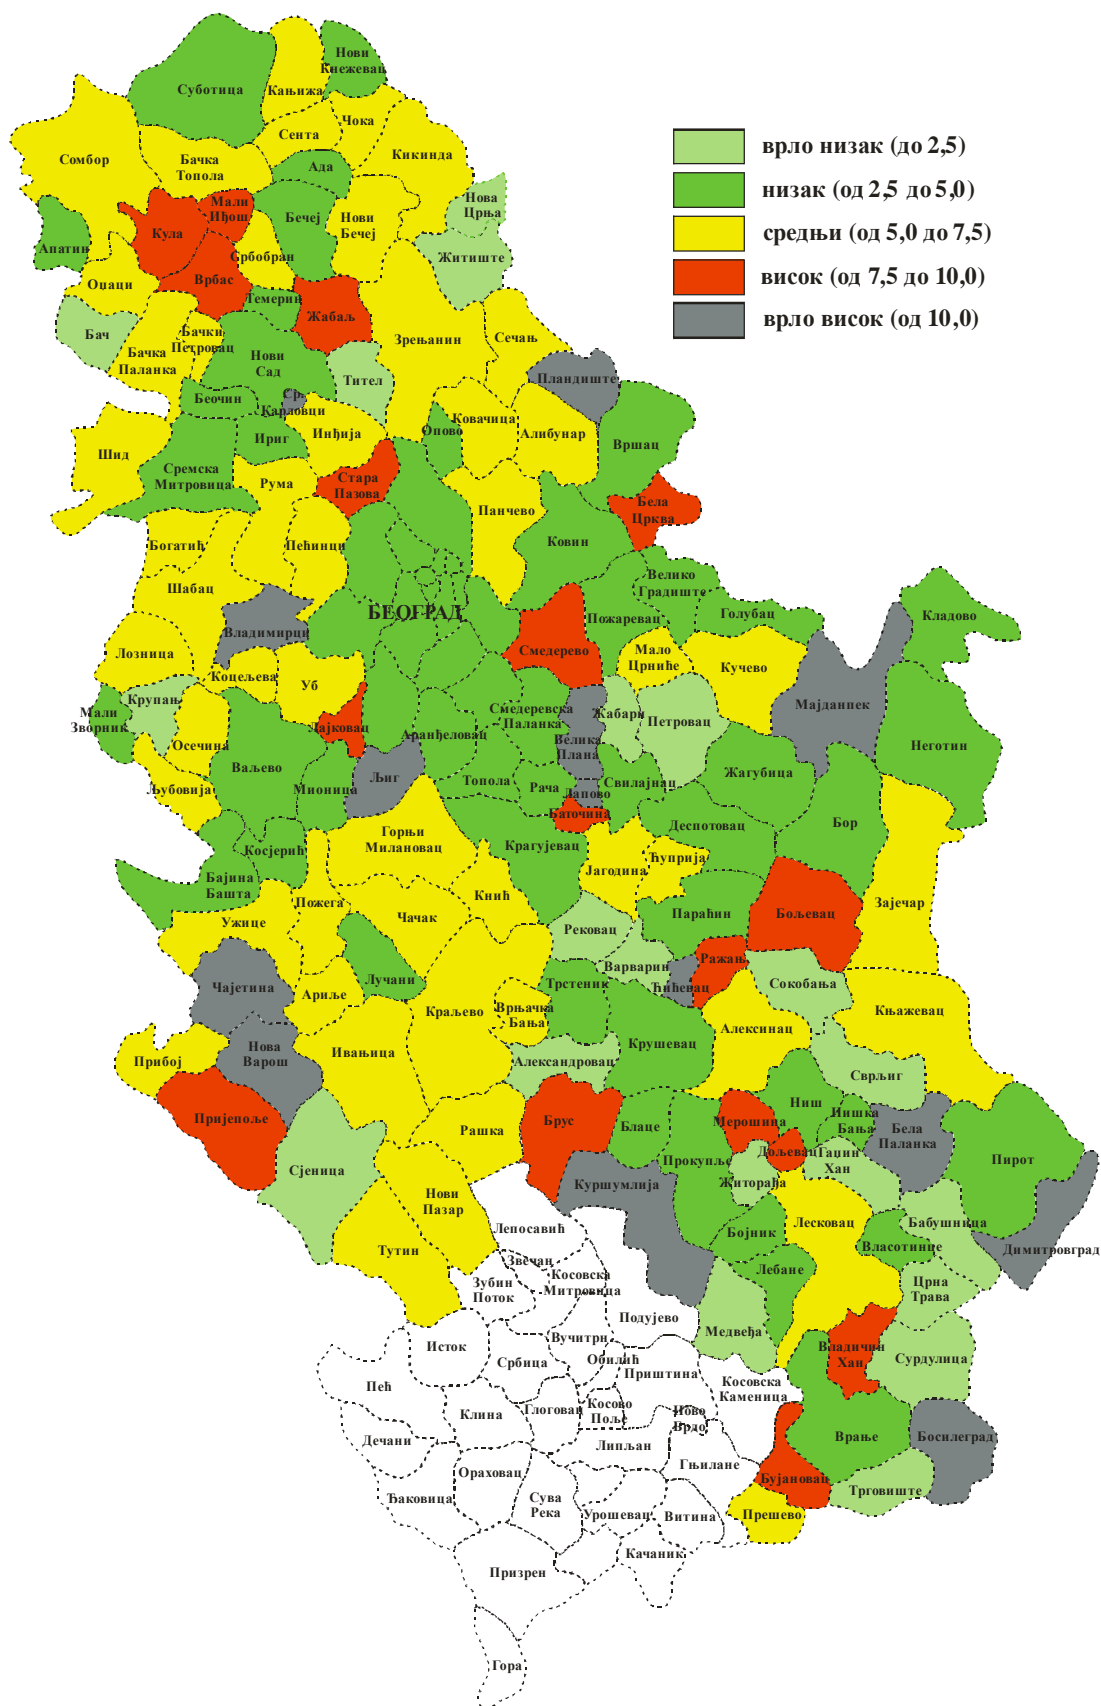 врло низак (до 2,5)
низак (од 2,5 до 5,0)
средњи (од 5,0 до 7,5)
висок (од 7,5 до 10,0)
врло висок (од 10,0)
Суботица
Кањижа
Нови
Кнежевац
Чока
Сента
Сомбор
Бачка
Топола
Ада
Кикинда
Нова
Црња
Мали
Иђош
Кула
Бечеј
Нови
Бечеј
Апатин
Србобран
Житиште
Оџаци
Врбас
Темерин
Жабаљ
Бач
Бачка
Паланка
Бачки
Петровац
Нови
Сад
Зрењанин
Сечањ
Тител
Пландиште
Беочин
Ср.
Карловци
Ириг
Инђија
Опово
Ковачица
Алибунар
Вршац
Шид
Сремска
Митровица
Рума
Стара
Пазова
Панчево
Бела
Црква
Богатић
Пећинци
Ковин
Шабац
Велико
Градиште
Голубац
Кладово
Владимирци
БЕОГРАД
Пожаревац
Лозница
Смедерево
Мало
Црниће
Кучево
Коцељева
Уб
Крупањ
Мали
Зворник
Лајковац
Смедеревска
Паланка
Жабари
Петровац
Мајданпек
Осечина
Аранђеловац
Велика
Плана
Неготин
Ваљево
Љубовија
Мионица
Љиг
Топола
Рача
Лапово
Свилајнац
Жагубица
Баточина
Горњи
Милановац
Крагујевац
Деспотовац
Бор
Косјерић
Бајина
Башта
Јагодина
Ћуприја
Пожега
Кнић
Ужице
Чачак
Параћин
Бољевац
Зајечар
Рековац
Варварин
Ражањ
Чајетина
Лучани
Ариље
Трстеник
Ћићевац
Сокобања
Краљево
Врњачка
Бања
Алексинац
Књажевац
Прибој
Нова
Варош
Ивањица
Крушевац
Александровац
Сврљиг
Пријепоље
Рашка
Брус
Блаце
Мерошина
Ниш
Нишка
Бања
Бела
Паланка
Сјеница
Прокупље
Дољевац
Гаџин
Хан
Пирот
Куршумлија
Житорађа
Нови
Пазар
Лепосавић
Бојник
Лесковац
Бабушница
Тутин
Звечан
Власотинце
Димитровград
Зубин
Поток
Косовска
Митровица
Лебане
Црна
Трава
Подујево
Медвеђа
Исток
Вучитрн
Владичин
Хан
Сурдулица
Србица
Обилић
Приштина
Косовска
Каменица
Пећ
Клина
Глоговац
Косово
Поље
Ново
Брдо
Врање
Босилеград
Дечани
Липљан
Гњилане
Ораховац
Бујановац
Трговиште
Ђаковица
Сува
Река
Урошевац
Витина
Прешево
Качаник
Призрен
Гора